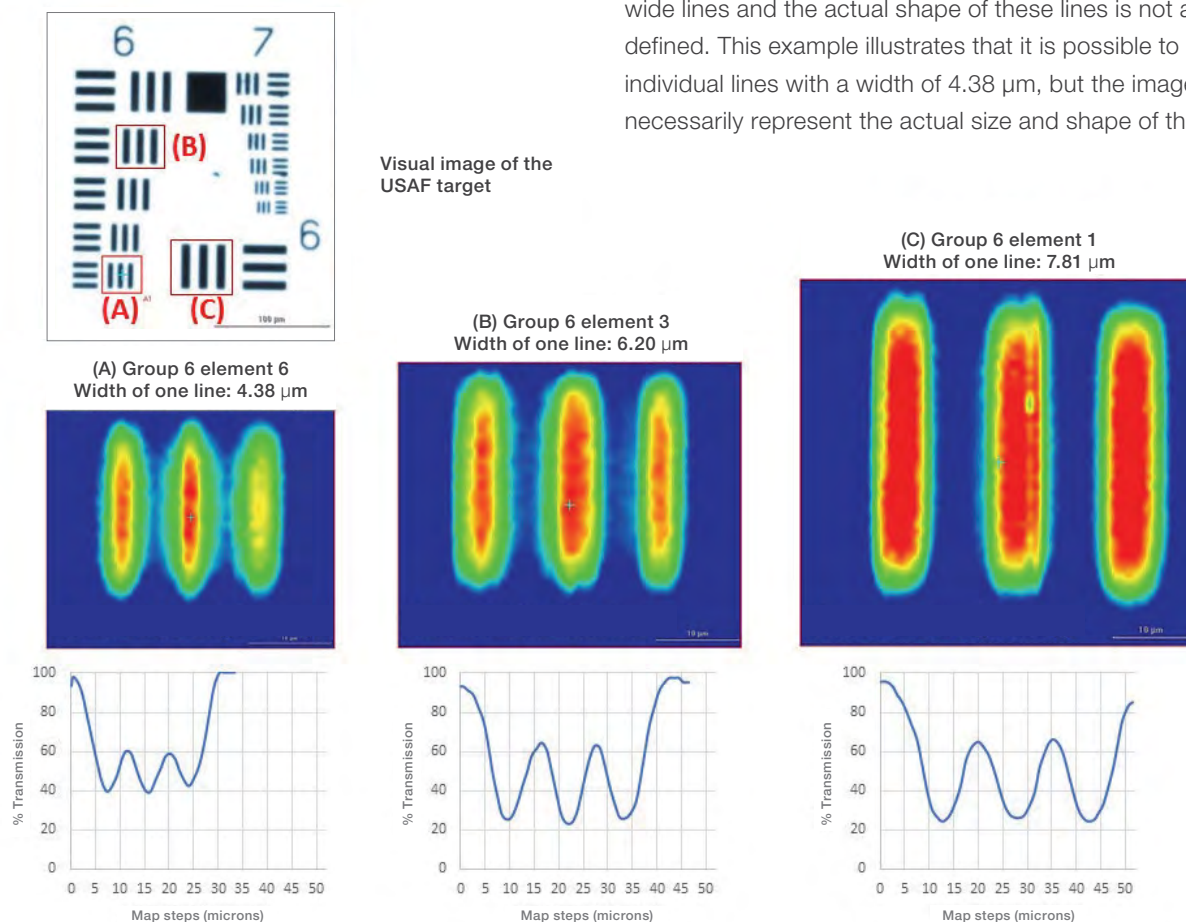 wide lines and the actual shape of these lines is not a
defined. This example illustrates that it is possible to
individual lines with a width of 4.38 µm, but the image
necessarily represent the actual size and shape of th
6 7
(B)
6
(A) (C)
A1
100 µm
Visual image of the
USAF target
(A) Group 6 element 6
Width of one line: 4.38 µm
(B) Group 6 element 3
Width of one line: 6.20 µm
(C) Group 6 element 1
Width of one line: 7.81 µm
10 µm
10 µm
10 µm
% Transmission
100
80
60
40
20
0
0 5 10 15 20 25 30 35 40 45 50
Map steps (microns)
% Transmission
100
80
60
40
20
0
0 5 10 15 20 25 30 35 40 45 50
Map steps (microns)
% Transmission
100
80
60
40
20
0
0 5 10 15 20 25 30 35 40 45 50
Map steps (microns)